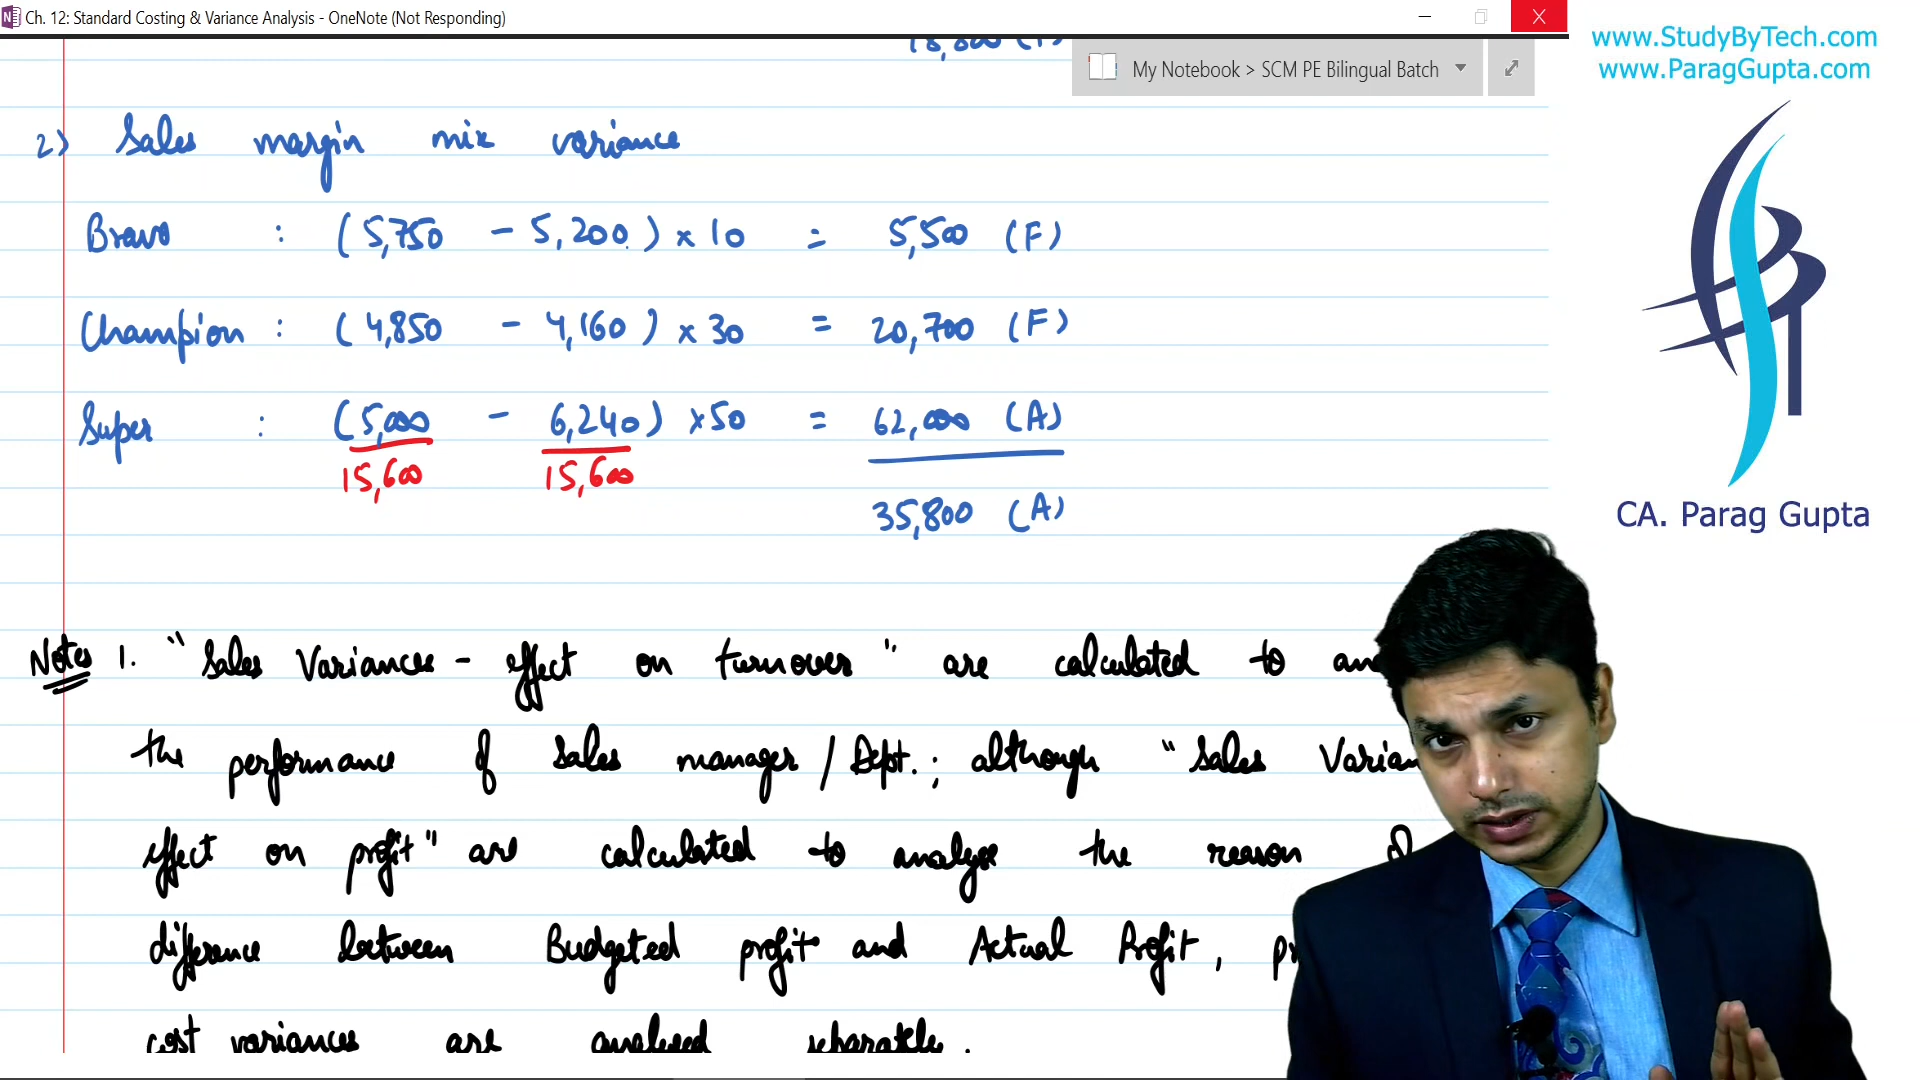 Ch. 12: Standard Costing & Variance Analysis - OneNote (Not Responding)
www.StudyByTech.com
www.ParagGupta.com
My Notebook > SCM PE Bilingual Batch
2) Sales margin mix variance
Bravo : (5,750 - 5,200) × 10 = 5,500 (F)
Champion : (4,850 - 4,160) × 30 = 20,700 (F)
Super : (5,000 - 6,240) × 50 = 62,000 (A)
15,600 15,600
35,800 (A)
CA. Parag Gupta
Notes 1. "Sales Variances - effect on turnover" are calculated to
the performance of Sales manager / Dept. ; although "Sales
effect on profit" are calculated to analyse the reason
difference between Budgeted profit and Actual Profit,
cost variances are analysed separately.